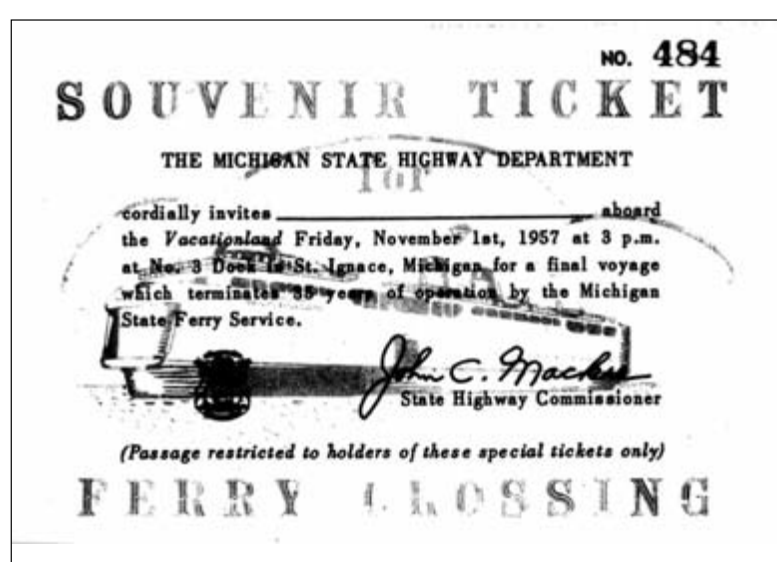 NO. 484
SOUVENIR TICKET
THE MICHIGAN STATE HIGHWAY DEPARTMENT
for
cordially invites ____________ aboard
the Vacationland Friday, November 1st, 1957 at 3 p.m.
at No. 3 Dock in St. Ignace, Michigan for a final voyage
which terminates 35 years of operation by the Michigan
State Ferry Service.
John C. Mackie
State Highway Commissioner
(Passage restricted to holders of these special tickets only)
FERRY CROSSING